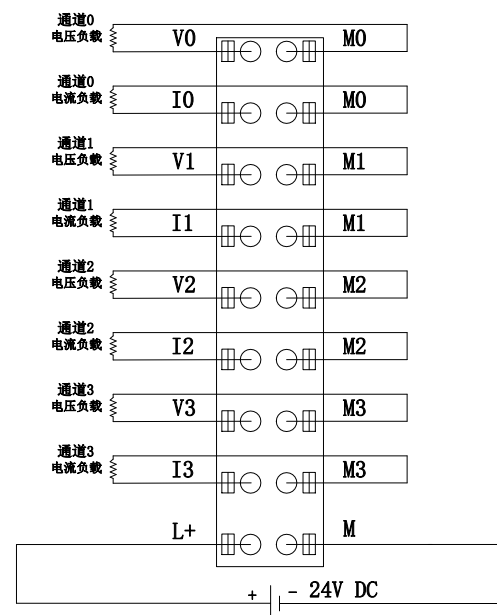 通道0
电压负载
V0
M0
通道0
电流负载
I0
M0
通道1
电压负载
V1
M1
通道1
电流负载
I1
M1
通道2
电压负载
V2
M2
通道2
电流负载
I2
M2
通道3
电压负载
V3
M3
通道3
电流负载
I3
M3
L+
M
+
- 24V DC